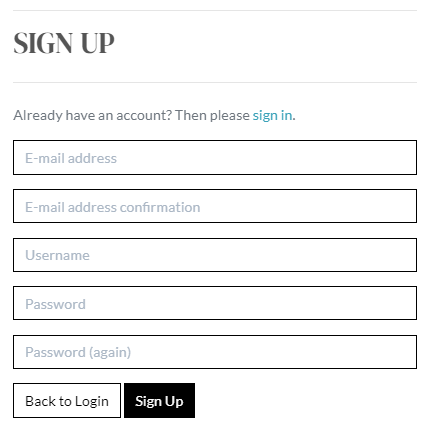 SIGN UP
Already have an account? Then please sign in.
E-mail address
E-mail address confirmation
Username
Password
Password (again)
Back to Login Sign Up